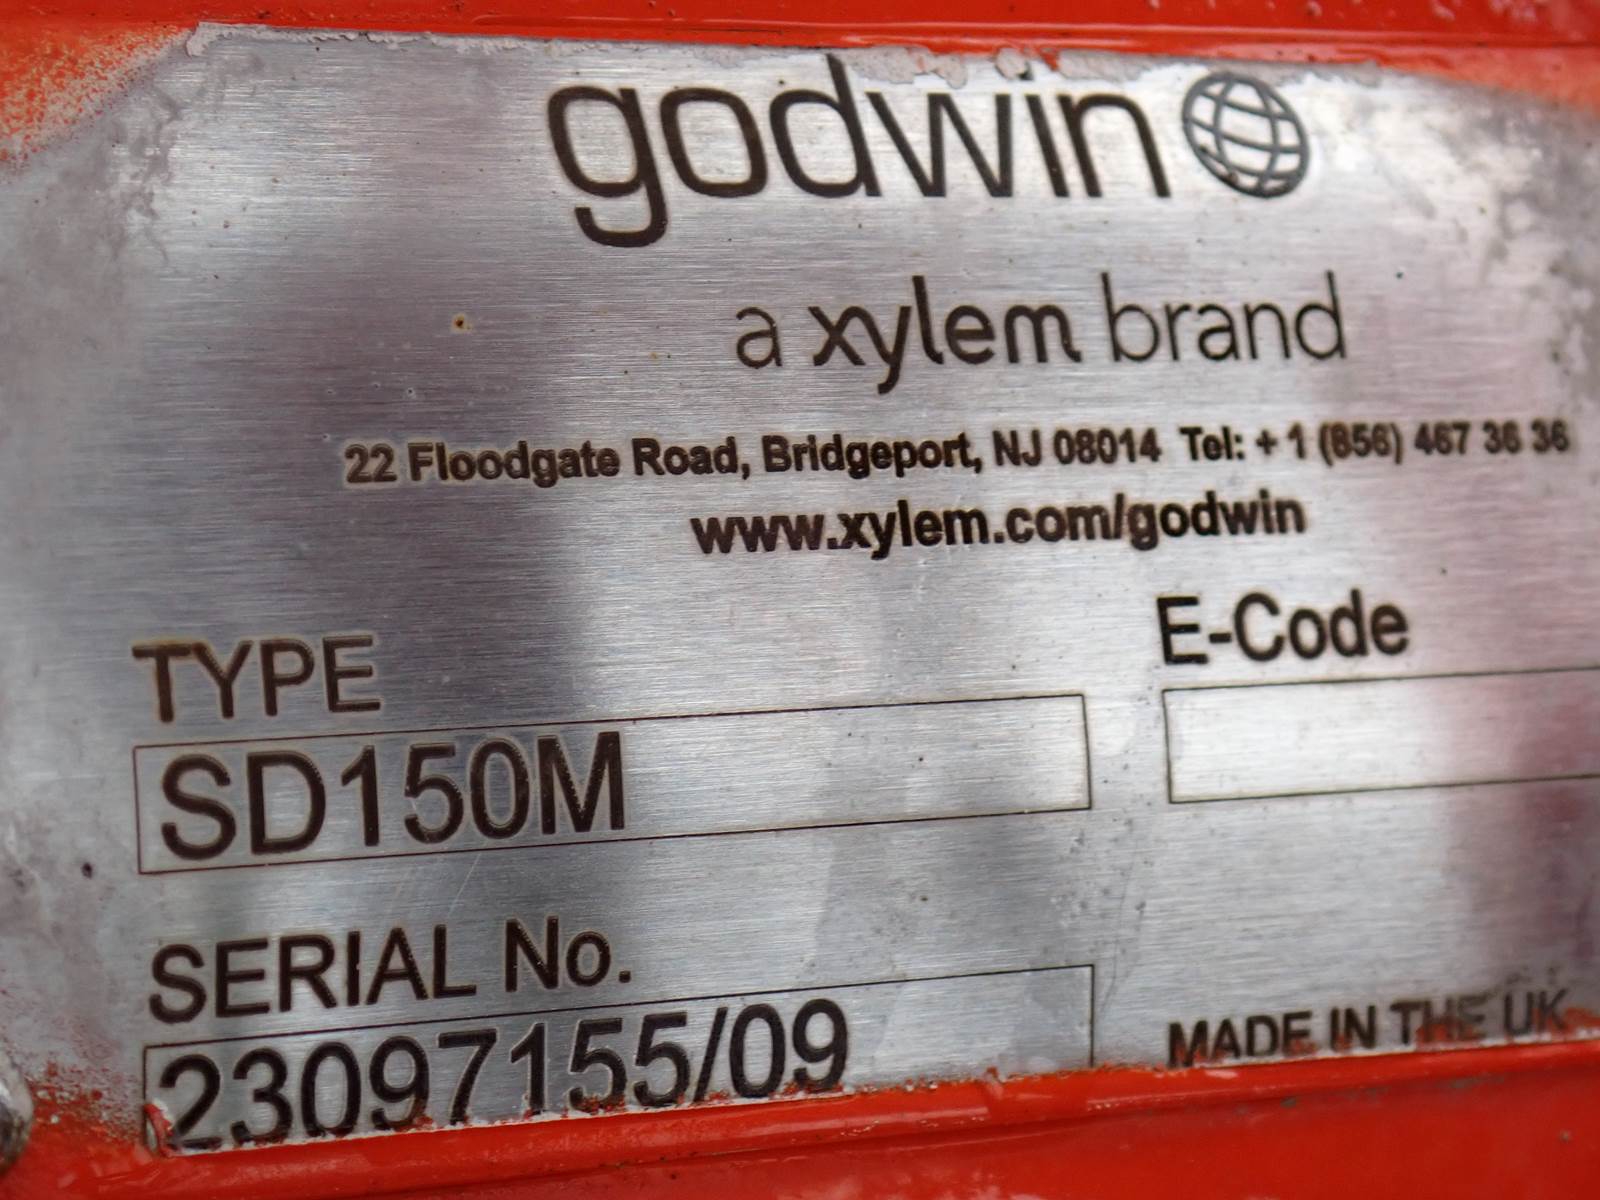 godwin
a xylem brand
22 Floodgate Road, Bridgeport, NJ 08014 Tel: + 1 (856) 467 36 36
www.xylem.com/godwin
TYPE
E-Code
SD150M
SERIAL No.
23097155/09
MADE IN THE UK